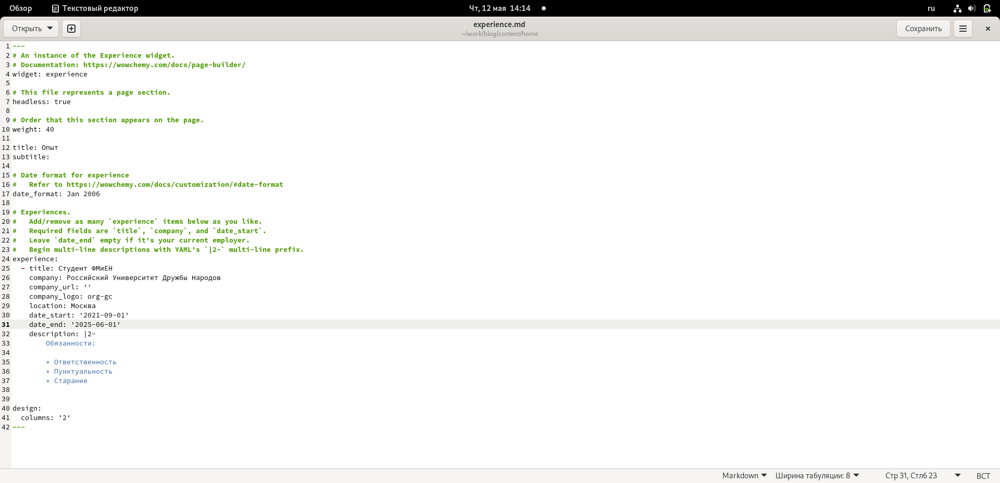 Обзор Текстовый редактор Чт, 12 мая 14:14 ru
Открыть experience.md Сохранить
~/work/blog/content/home
1 ---
2 # An instance of the Experience widget.
3 # Documentation: https://wowchemy.com/docs/page-builder/
4 widget: experience
5
6 # This file represents a page section.
7 headless: true
8
9 # Order that this section appears on the page.
10 weight: 40
11
12 title: Опыт
13 subtitle:
14
15 # Date format for experience
16 #   Refer to https://wowchemy.com/docs/customization/#date-format
17 date_format: Jan 2006
18
19 # Experiences.
20 #   Add/remove as many `experience` items below as you like.
21 #   Required fields are `title`, `company`, and `date_start`.
22 #   Leave `date_end` empty if it's your current employer.
23 #   Begin multi-line descriptions with YAML's `|2-` multi-line prefix.
24 experience:
25   - title: Студент ФМиЕН
26     company: Российский Университет Дружбы Народов
27     company_url: ''
28     company_logo: org-gc
29     location: Москва
30     date_start: '2021-09-01'
31     date_end: '2025-06-01'
32     description: |2-
33         Обязанности:
34
35         * Ответственность
36         * Пунктуальность
37         * Старание
38
39
40 design:
41   columns: '2'
42 ---
Markdown Ширина табуляции: 8 Стр 31, Стлб 23 ВСТ